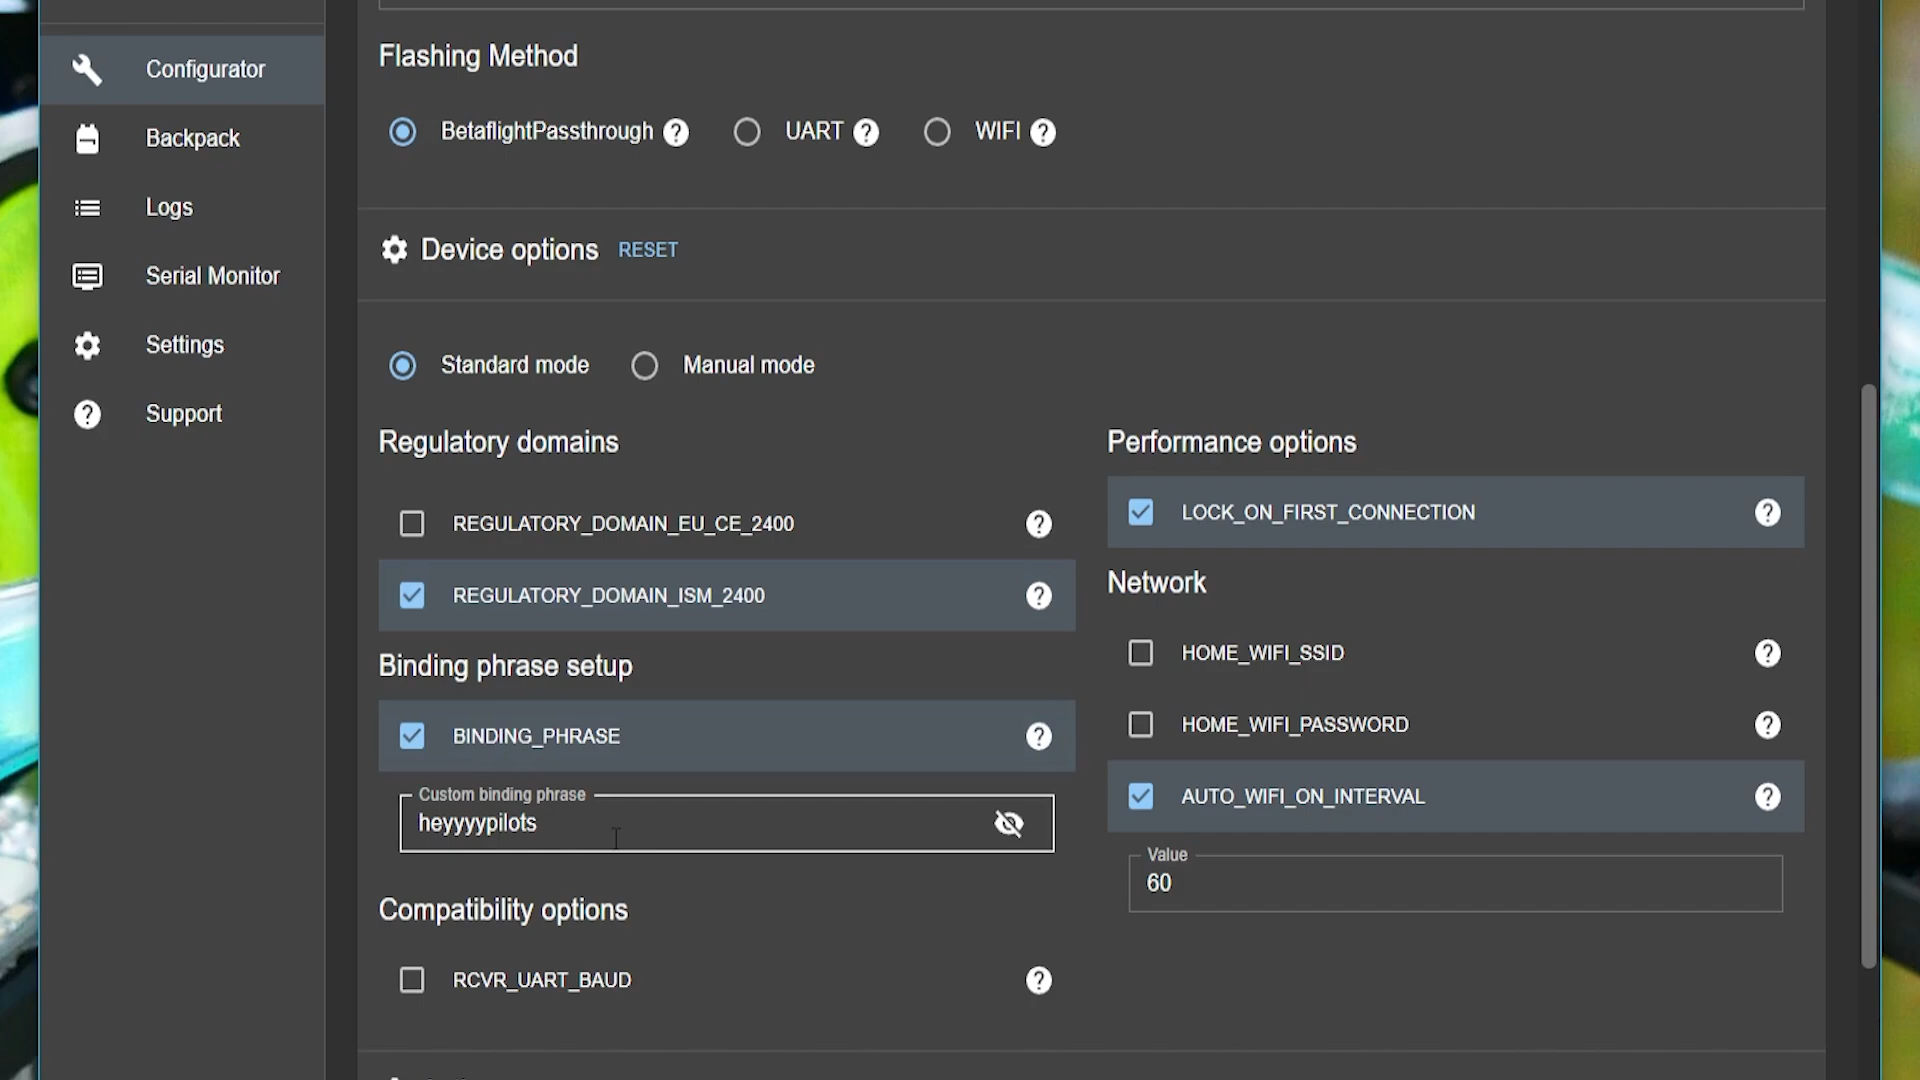 Configurator
Backpack
Logs
Serial Monitor
Settings
Support
Flashing Method
BetaflightPassthrough
UART
WIFI
Device options RESET
Standard mode
Manual mode
Regulatory domains
REGULATORY_DOMAIN_EU_CE_2400
REGULATORY_DOMAIN_ISM_2400
Binding phrase setup
BINDING_PHRASE
Custom binding phrase
heyyyypilots
Compatibility options
RCVR_UART_BAUD
Performance options
LOCK_ON_FIRST_CONNECTION
Network
HOME_WIFI_SSID
HOME_WIFI_PASSWORD
AUTO_WIFI_ON_INTERVAL
Value
60